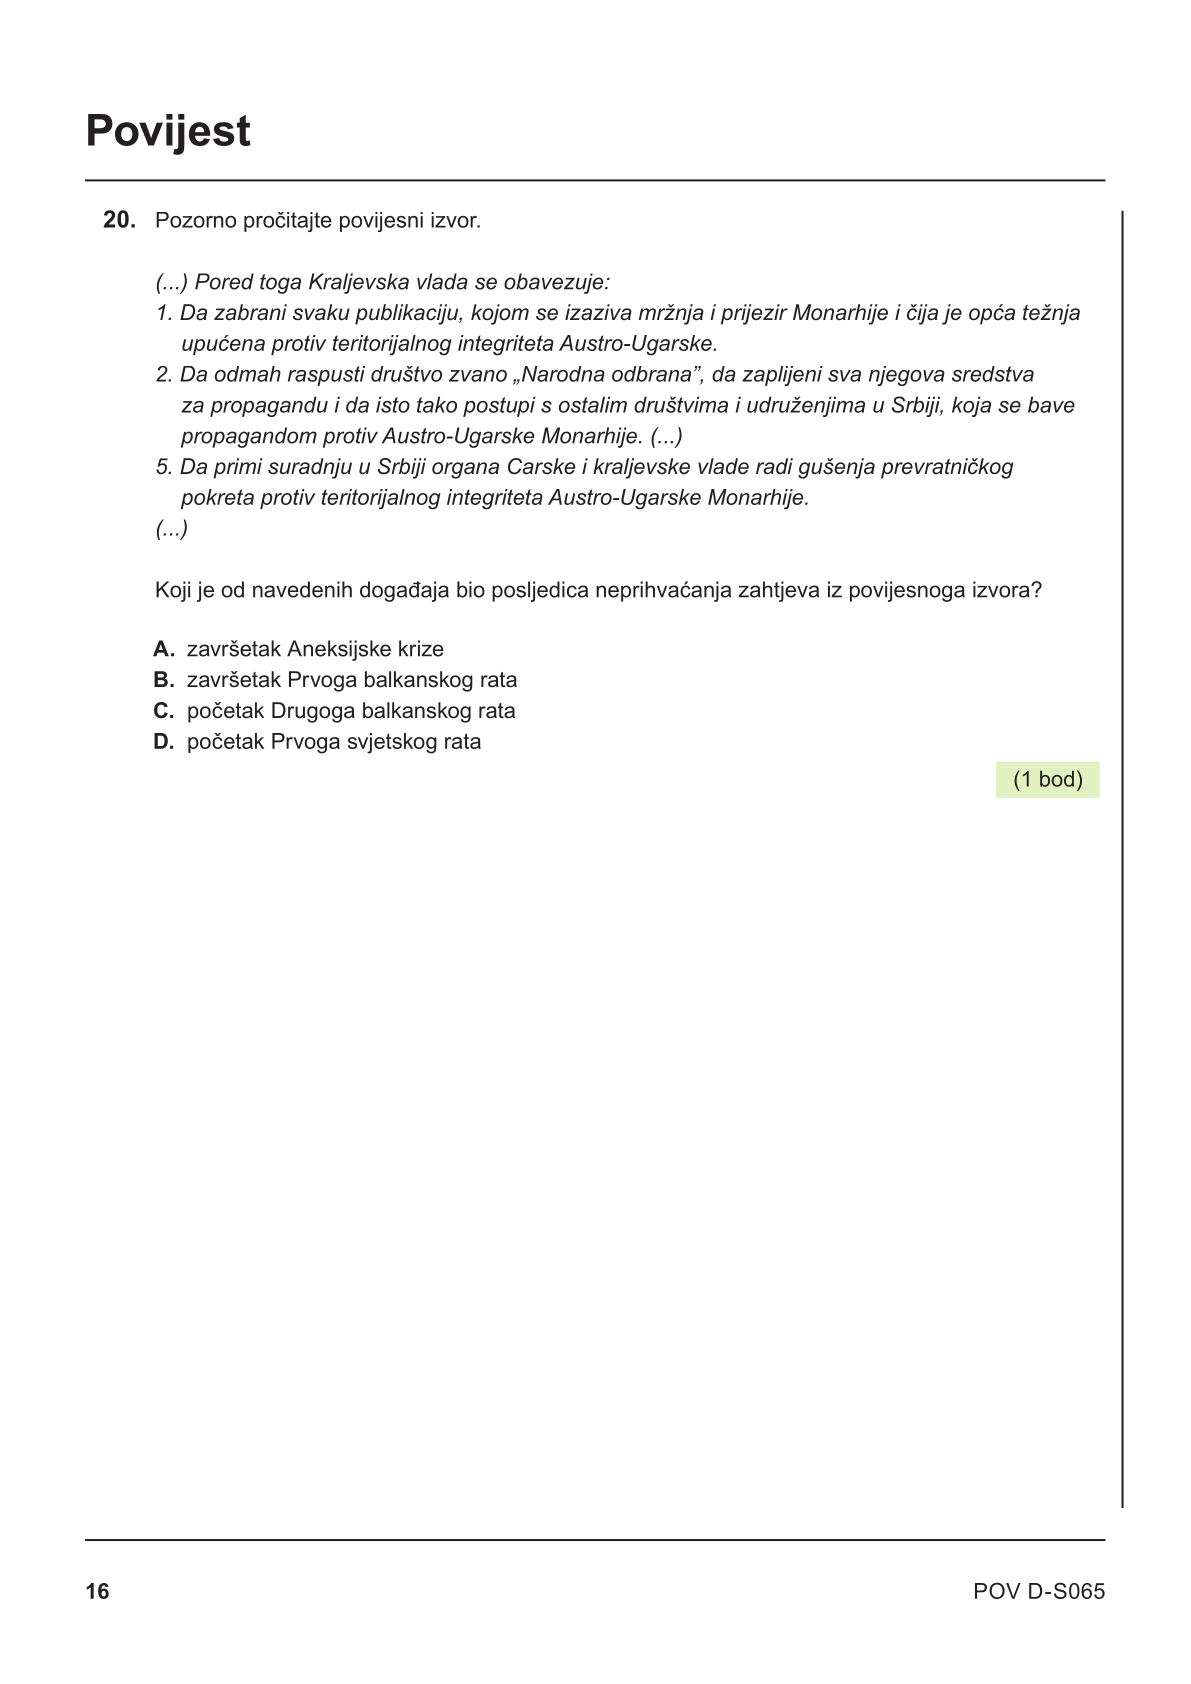 Povijest
20. Pozorno pročitajte povijesni izvor.
(...) Pored toga Kraljevska vlada se obavezuje:
1. Da zabrani svaku publikaciju, kojom se izaziva mržnja i prijezir Monarhije i čija je opća težnja
upućena protiv teritorijalnog integriteta Austro-Ugarske.
2. Da odmah raspusti društvo zvano „Narodna odbrana”, da zaplijeni sva njegova sredstva
za propagandu i da isto tako postupi s ostalim društvima i udruženjima u Srbiji, koja se bave
propagandom protiv Austro-Ugarske Monarhije. (...)
5. Da primi suradnju u Srbiji organa Carske i kraljevske vlade radi gušenja prevratničkog
pokreta protiv teritorijalnog integriteta Austro-Ugarske Monarhije.
(...)
Koji je od navedenih događaja bio posljedica neprihvaćanja zahtjeva iz povijesnoga izvora?
A. završetak Aneksijske krize
B. završetak Prvoga balkanskog rata
C. početak Drugoga balkanskog rata
D. početak Prvoga svjetskog rata
(1 bod)
16
POV D-S065